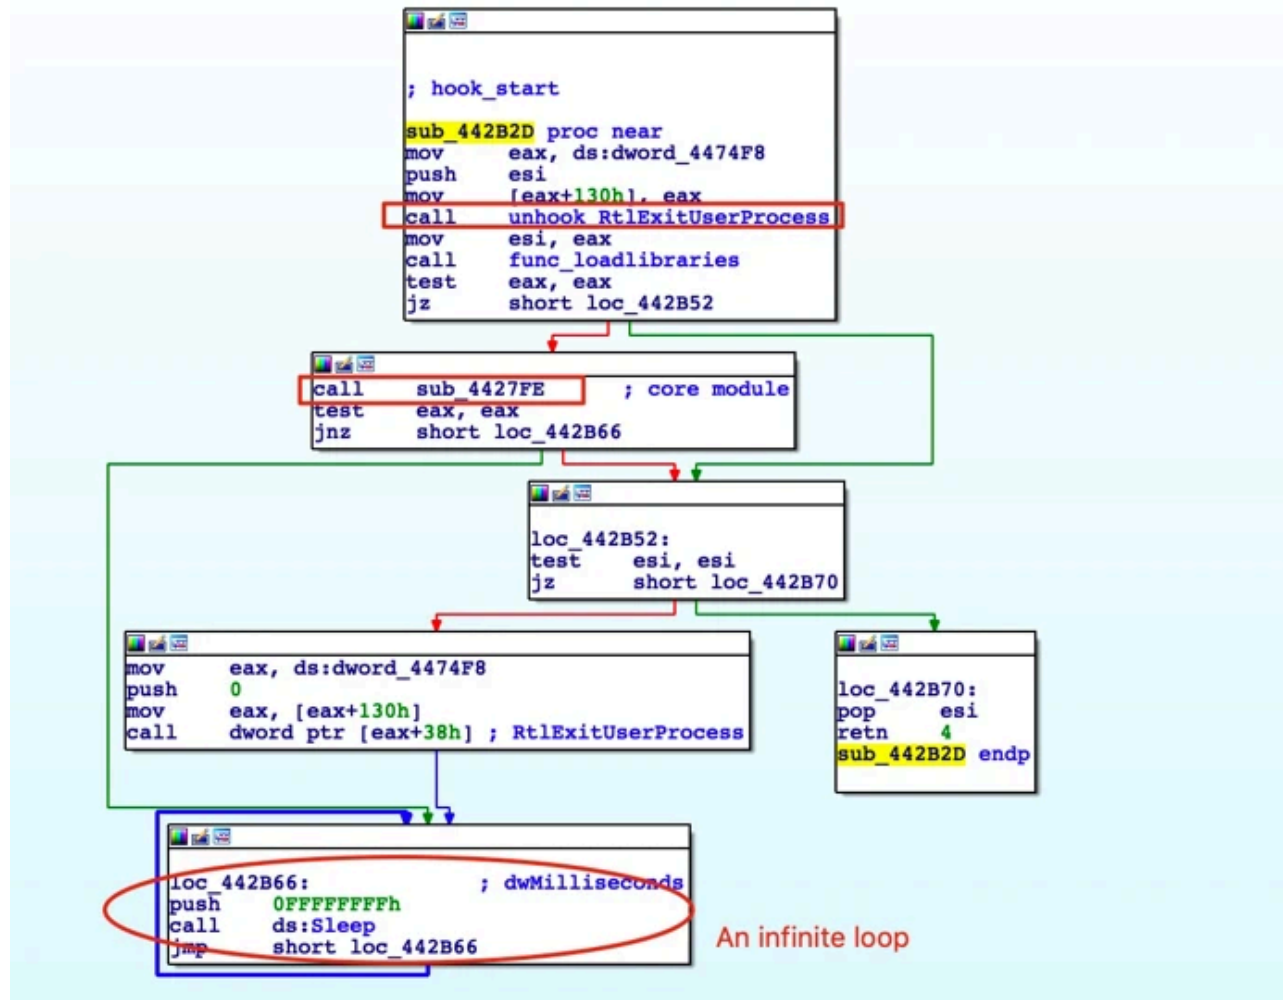 ; hook_start
sub_442B2D proc near
mov eax, ds:dword_4474F8
push esi
mov [eax+130h], eax
call unhook_RtlExitUserProcess
mov esi, eax
call func_loadlibraries
test eax, eax
jz short loc_442B52
call sub_4427FE ; core module
test eax, eax
jnz short loc_442B66
loc_442B52:
test esi, esi
jz short loc_442B70
mov eax, ds:dword_4474F8
push 0
mov eax, [eax+130h]
call dword ptr [eax+38h] ; RtlExitUserProcess
loc_442B70:
pop esi
retn 4
sub_442B2D endp
loc_442B66: ; dwMilliseconds
push 0FFFFFFFFh
call ds:Sleep
jmp short loc_442B66
An infinite loop